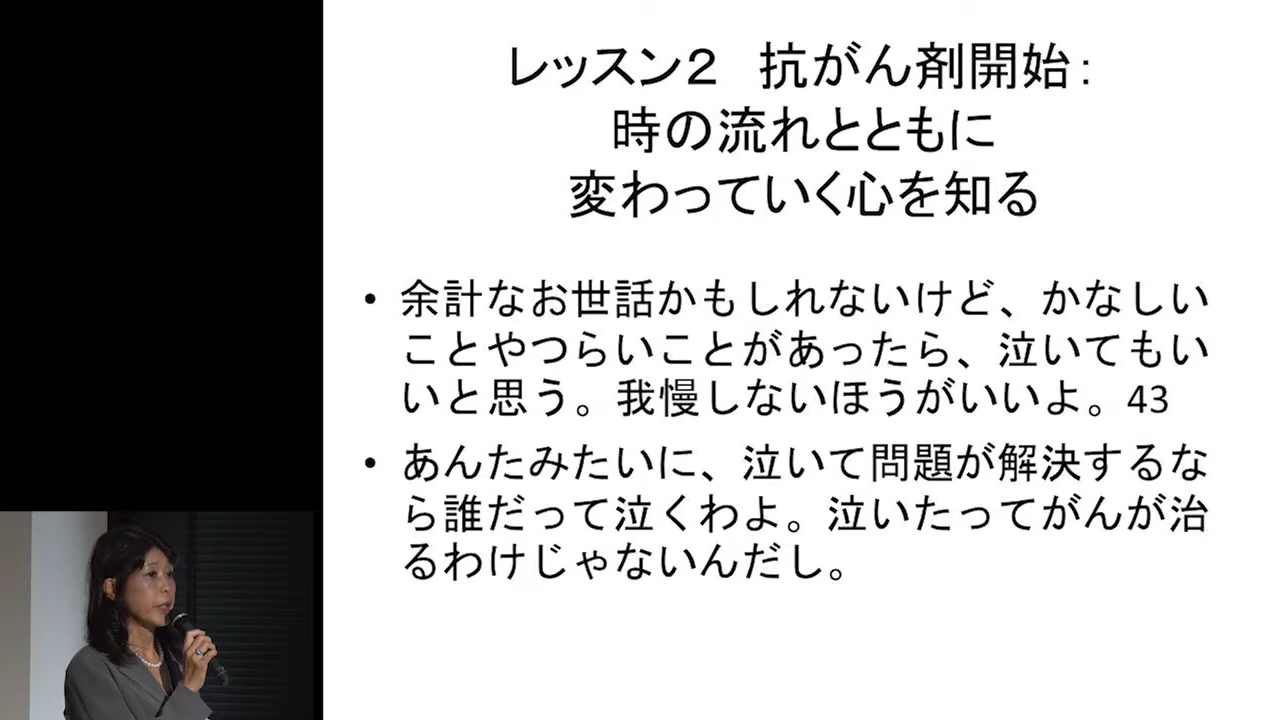 レッスン２　抗がん剤開始：
時の流れとともに
変わっていく心を知る
• 余計なお世話かもしれないけど、かなしい
ことやつらいことがあったら、泣いてもい
いと思う。我慢しないほうがいいよ。43
• あんたみたいに、泣いて問題が解決するな
ら誰だって泣くわよ。泣いたってがんが治
るわけじゃないんだし。